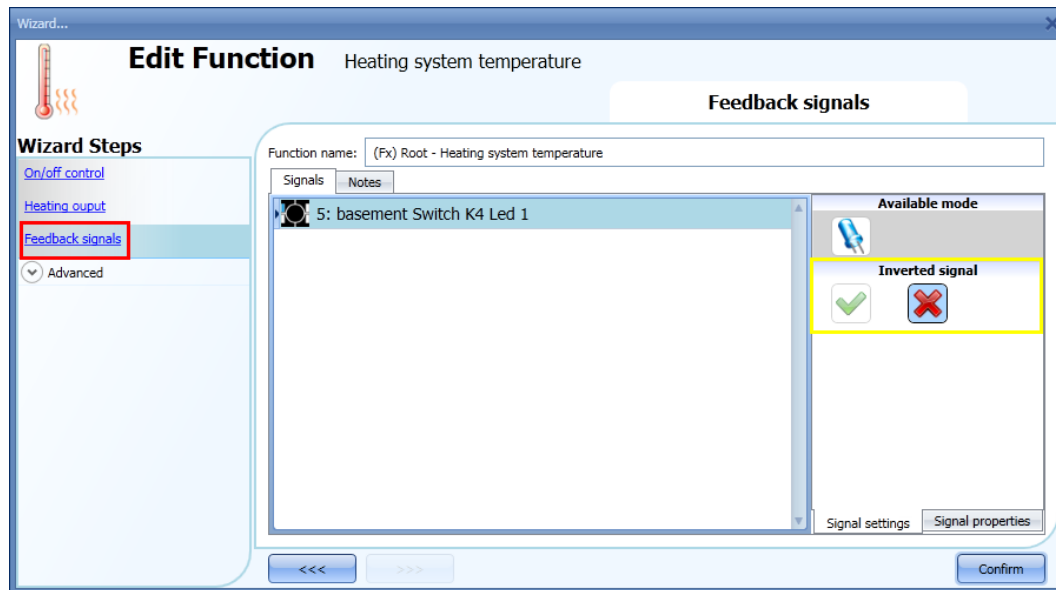 Wizard...
Edit Function Heating system temperature
Feedback signals
Wizard Steps
On/off control
Heating ouput
Feedback signals
Advanced
Function name: (Fx) Root - Heating system temperature
Signals Notes
5: basement Switch K4 Led 1
Available mode
Inverted signal
Signal settings Signal properties
<<< >>> Confirm